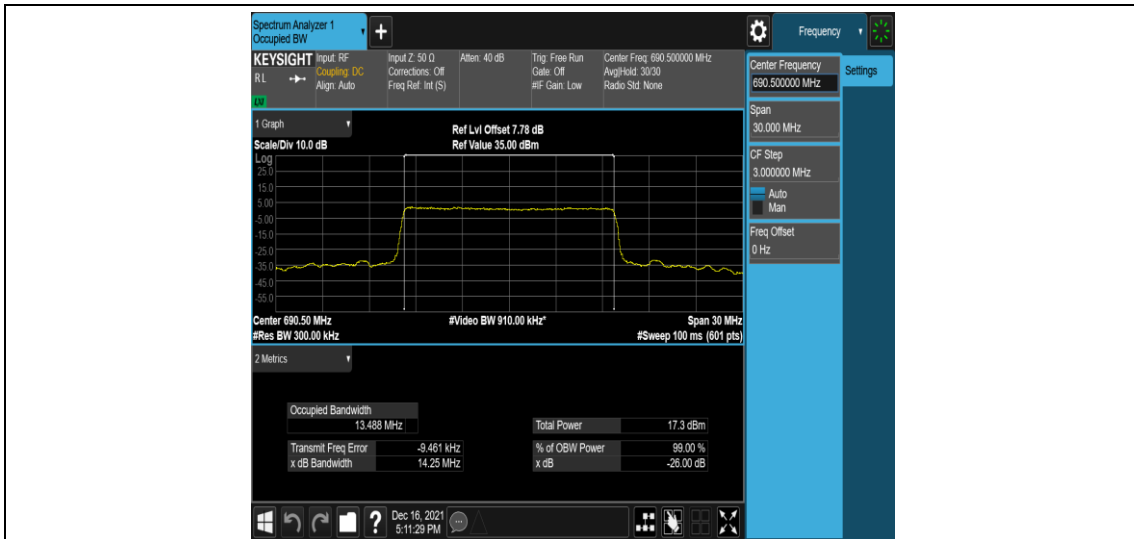 Spectrum Analyzer 1
Occupied BW
+
Frequency
KEYSIGHT
RL
LXI
Input: RF
Coupling: DC
Align: Auto
Input Z: 50 Ω
Corrections: Off
Freq Ref: Int (S)
Atten: 40 dB
Trig: Free Run
Gate: Off
#IF Gain: Low
Center Freq: 690.500000 MHz
Avg|Hold: 30/30
Radio Std: None
Center Frequency
690.500000 MHz
Settings
Span
30.000 MHz
CF Step
3.000000 MHz
Auto
Man
Freq Offset
0 Hz
1 Graph
Scale/Div 10.0 dB
Ref Lvl Offset 7.78 dB
Ref Value 35.00 dBm
Log
25.0
15.0
5.00
-5.00
-15.0
-25.0
-35.0
-45.0
-55.0
Center 690.50 MHz
#Video BW 910.00 kHz*
Span 30 MHz
#Res BW 300.00 kHz
#Sweep 100 ms (601 pts)
2 Metrics
Occupied Bandwidth
13.488 MHz
Total Power 17.3 dBm
Transmit Freq Error -9.461 kHz
% of OBW Power 99.00 %
x dB Bandwidth 14.25 MHz
x dB -26.00 dB
?
Dec 16, 2021
5:11:29 PM